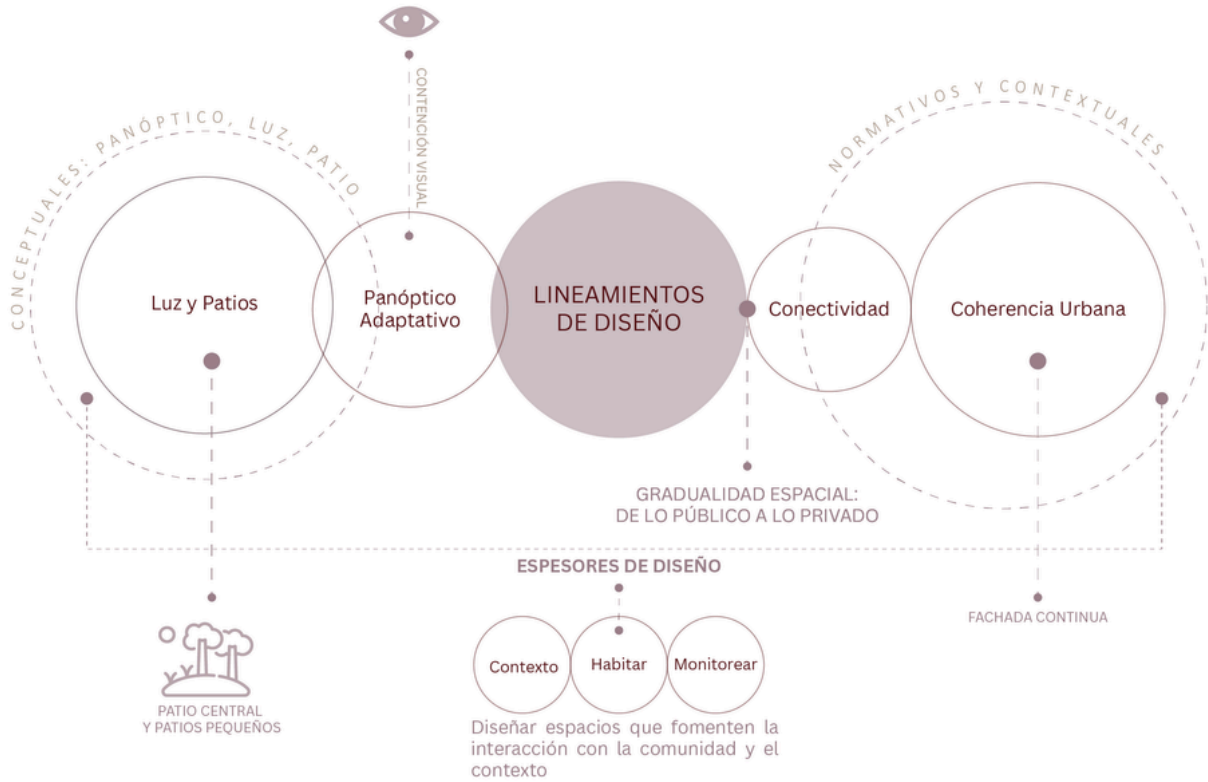 CONCEPTUALES: PANÓPTICO, LUZ, PATIO
CONTENCIÓN VISUAL
NORMATIVOS Y CONTEXTUALES
Luz y Patios
Panóptico
Adaptativo
LINEAMIENTOS
DE DISEÑO
Conectividad
Coherencia Urbana
GRADUALIDAD ESPACIAL:
DE LO PÚBLICO A LO PRIVADO
ESPESORES DE DISEÑO
FACHADA CONTINUA
Contexto
Habitar
Monitorear
PATIO CENTRAL
Y PATIOS PEQUEÑOS
Diseñar espacios que fomenten la
interacción con la comunidad y el
contexto